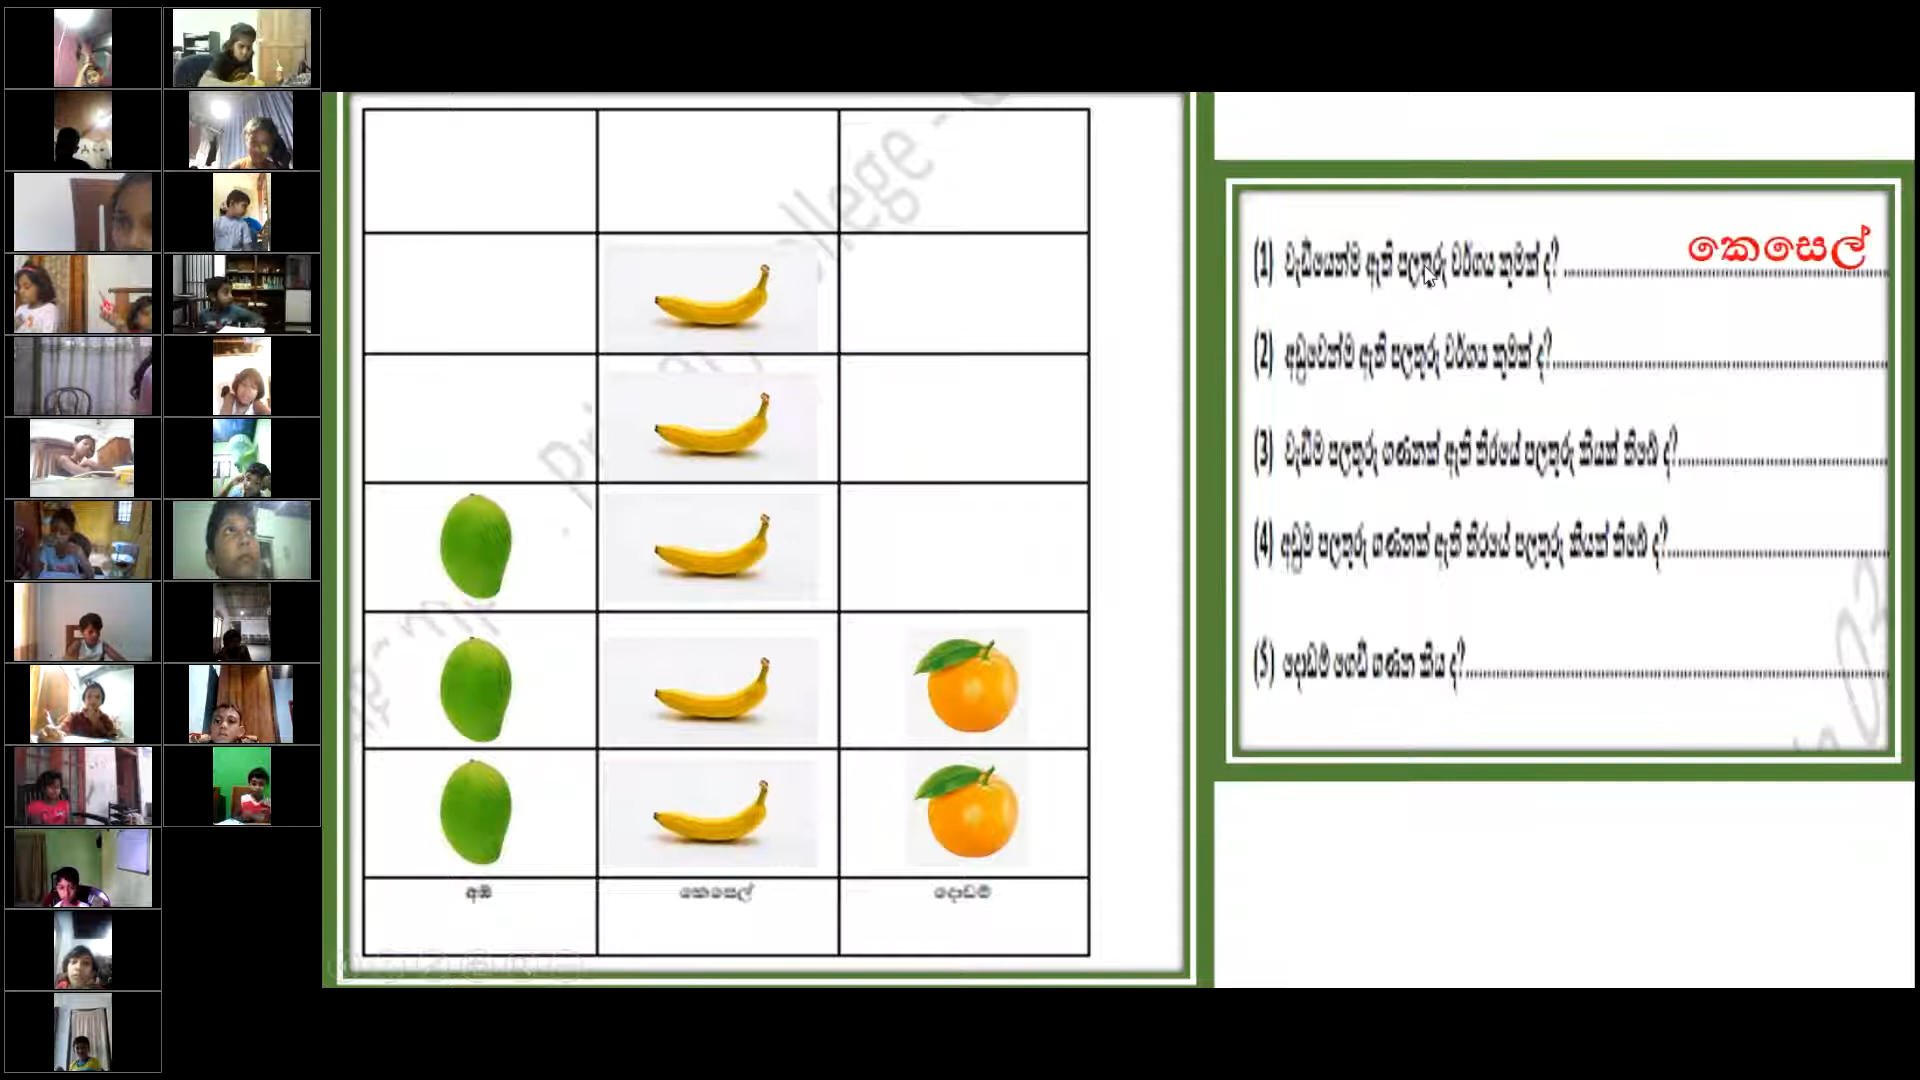 අඹ
කෙසෙල්
දොඩම්
(1) වැඩියෙන්ම ඇති පලතුරු වර්ගය කුමක් ද? .......... කෙසෙල්
(2) අඩුවෙන්ම ඇති පලතුරු වර්ගය කුමක් ද? ..........
(3) වැඩිම පලතුරු ගණනක් ඇති තීරයේ පලතුරු කීයක් තිබේ ද? ..........
(4) අඩුම පලතුරු ගණනක් ඇති තීරයේ පලතුරු කීයක් තිබේ ද? ..........
(5) දොඩම් ගෙඩි ගණන කීය ද? ..........